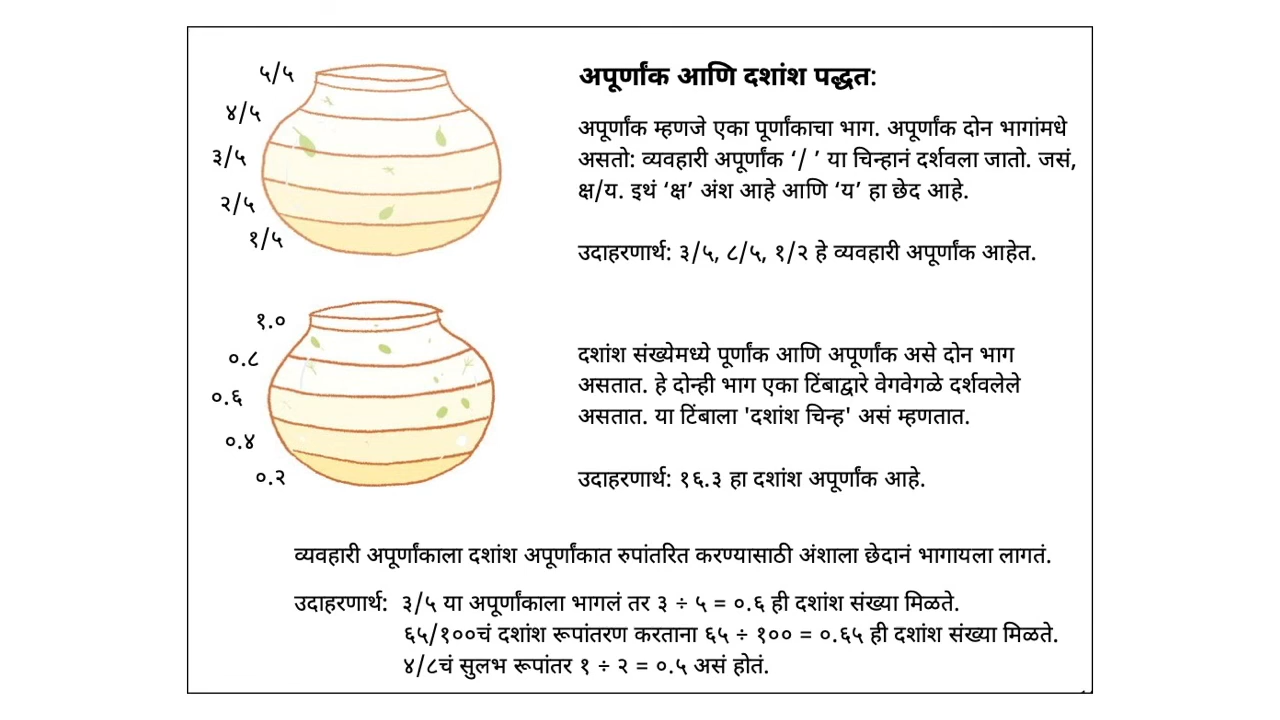 ५/५
४/५
३/५
२/५
१/५
अपूर्णांक आणि दशांश पद्धत:
अपूर्णांक म्हणजे एका पूर्णांकाचा भाग. अपूर्णांक दोन भागांमधे
असतो: व्यवहारी अपूर्णांक ‘/ ’ या चिन्हानं दर्शवला जातो. जसं,
क्ष/य. इथं ‘क्ष’ अंश आहे आणि ‘य’ हा छेद आहे.
उदाहरणार्थ: ३/५, ८/५, १/२ हे व्यवहारी अपूर्णांक आहेत.
१.०
०.८
०.६
०.४
०.२
दशांश संख्येमध्ये पूर्णांक आणि अपूर्णांक असे दोन भाग
असतात. हे दोन्ही भाग एका टिंबाद्वारे वेगवेगळे दर्शवलेले
असतात. या टिंबाला 'दशांश चिन्ह' असं म्हणतात.
उदाहरणार्थ: १६.३ हा दशांश अपूर्णांक आहे.
व्यवहारी अपूर्णांकाला दशांश अपूर्णांकात रुपांतरित करण्यासाठी अंशाला छेदानं भागायला लागतं.
उदाहरणार्थ: ३/५ या अपूर्णांकाला भागलं तर ३ ÷ ५ = ०.६ ही दशांश संख्या मिळते.
६५/१००चं दशांश रूपांतरण करताना ६५ ÷ १०० = ०.६५ ही दशांश संख्या मिळते.
४/८चं सुलभ रूपांतर १ ÷ २ = ०.५ असं होतं.